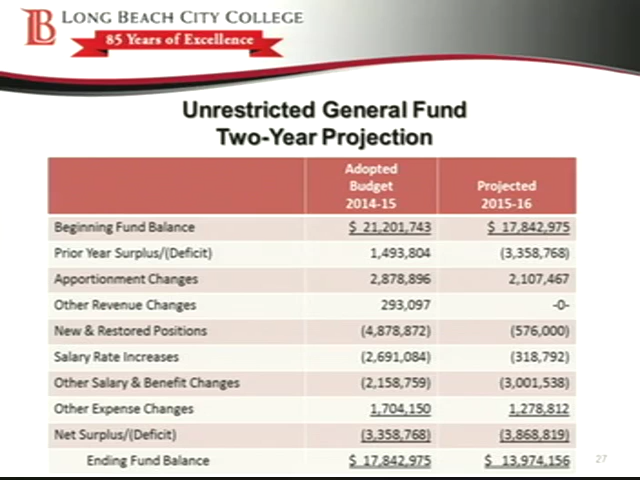 LB LONG BEACH CITY COLLEGE
85 Years of Excellence
Unrestricted General Fund
Two-Year Projection
Adopted Budget 2014-15 Projected 2015-16
Beginning Fund Balance $ 21,201,743 $ 17,842,975
Prior Year Surplus/(Deficit) 1,493,804 (3,358,768)
Apportionment Changes 2,878,896 2,107,467
Other Revenue Changes 293,097 -0-
New & Restored Positions (4,878,872) (576,000)
Salary Rate Increases (2,691,084) (318,792)
Other Salary & Benefit Changes (2,158,759) (3,001,538)
Other Expense Changes 1,704,150 1,278,812
Net Surplus/(Deficit) (3,358,768) (3,868,819)
Ending Fund Balance $ 17,842,975 $ 13,974,156
27